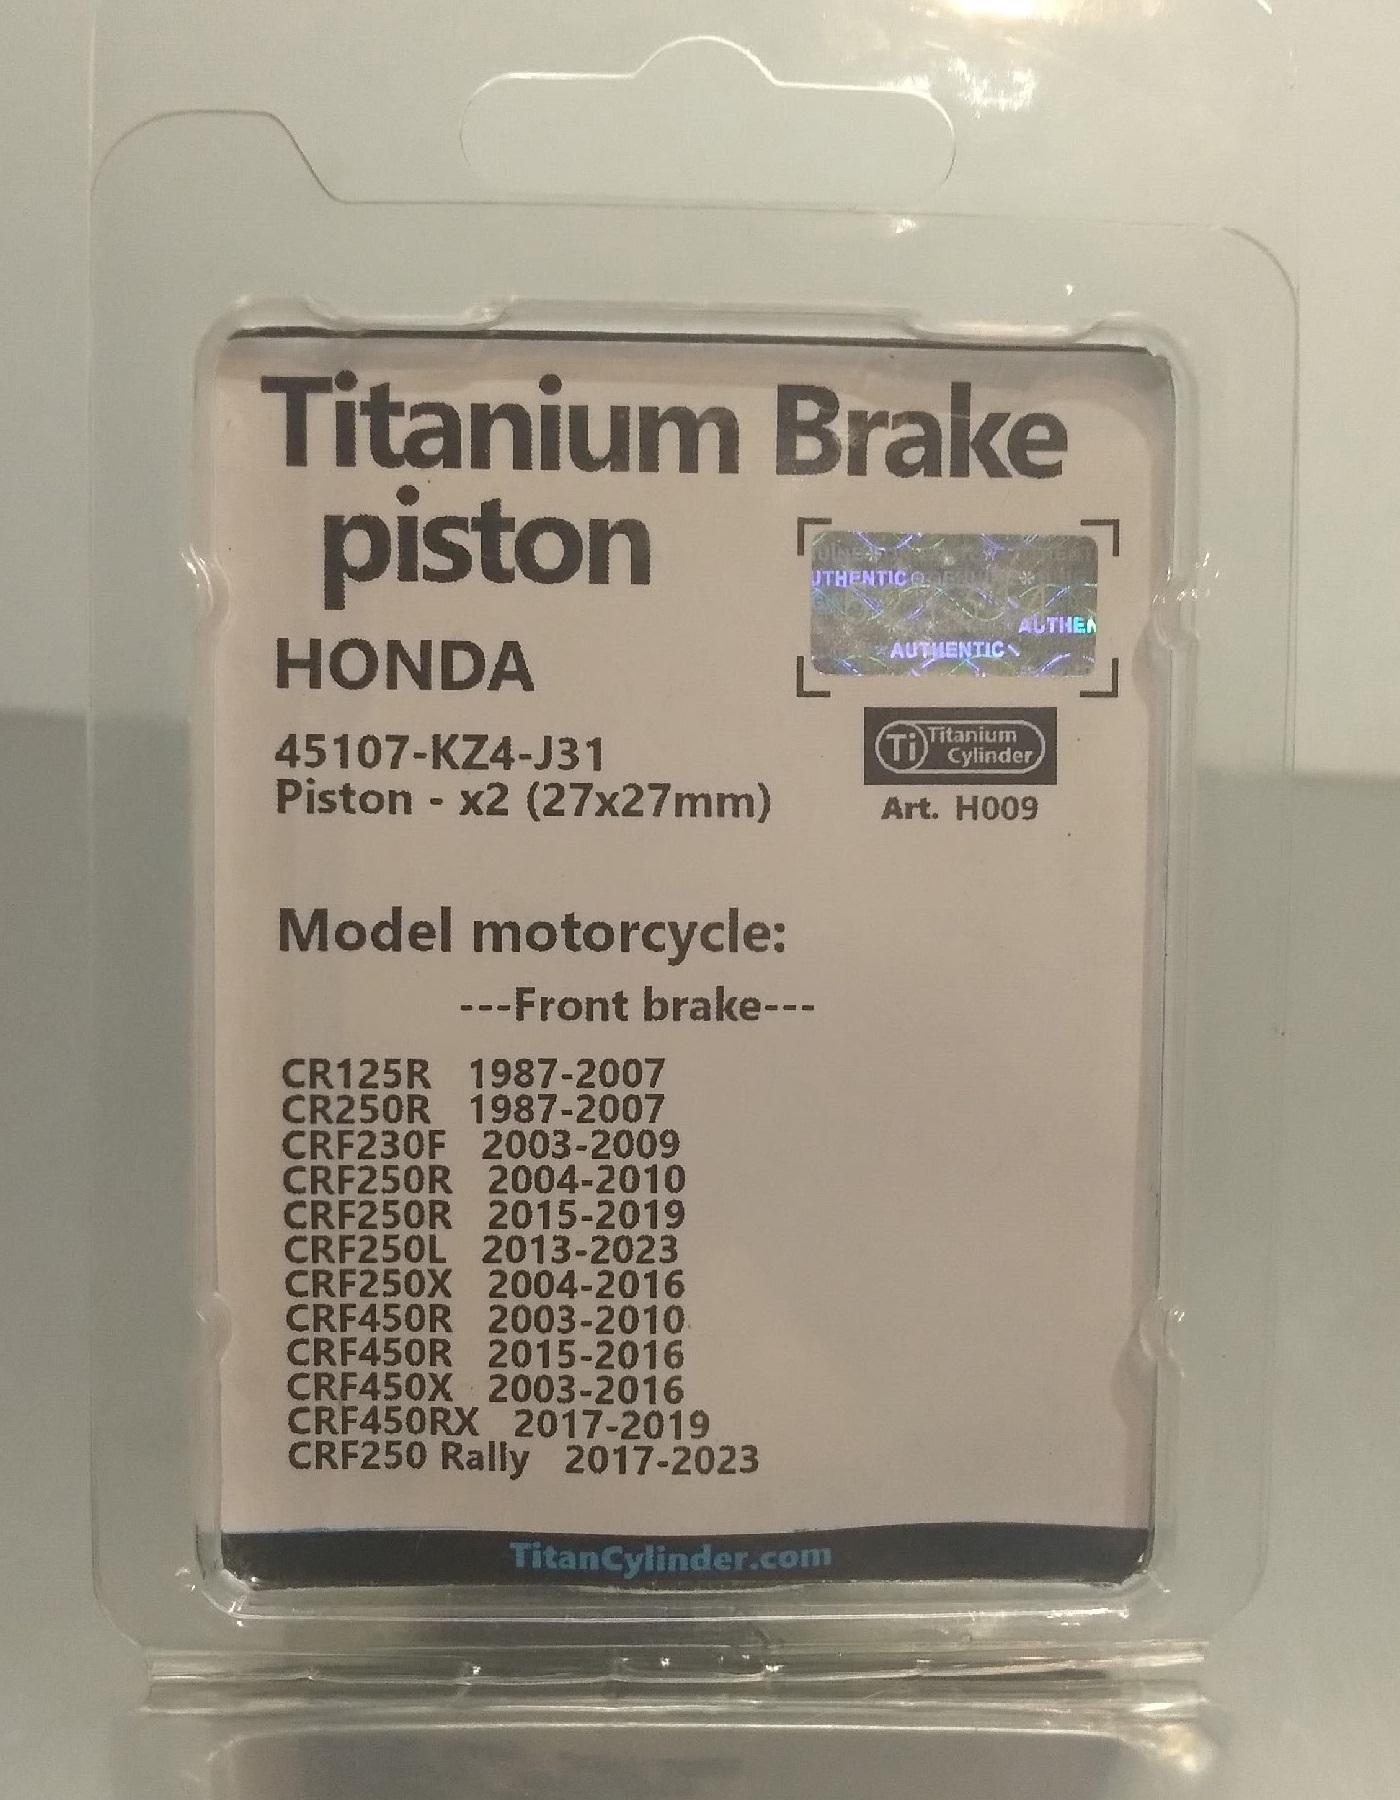 Titanium Brake
piston
HONDA
AUTHENTIC
AUTHEN
AUTHENTIC
45107-KZ4-J31
Piston - x2 (27x27mm)
Ti Titanium
Cylinder
Art. H009
Model motorcycle:
---Front brake---
CR125R 1987-2007
CR250R 1987-2007
CRF230F 2003-2009
CRF250R 2004-2010
CRF250R 2015-2019
CRF250L 2013-2023
CRF250X 2004-2016
CRF450R 2003-2010
CRF450R 2015-2016
CRF450X 2003-2016
CRF450RX 2017-2019
CRF250 Rally 2017-2023
TitanCylinder.com